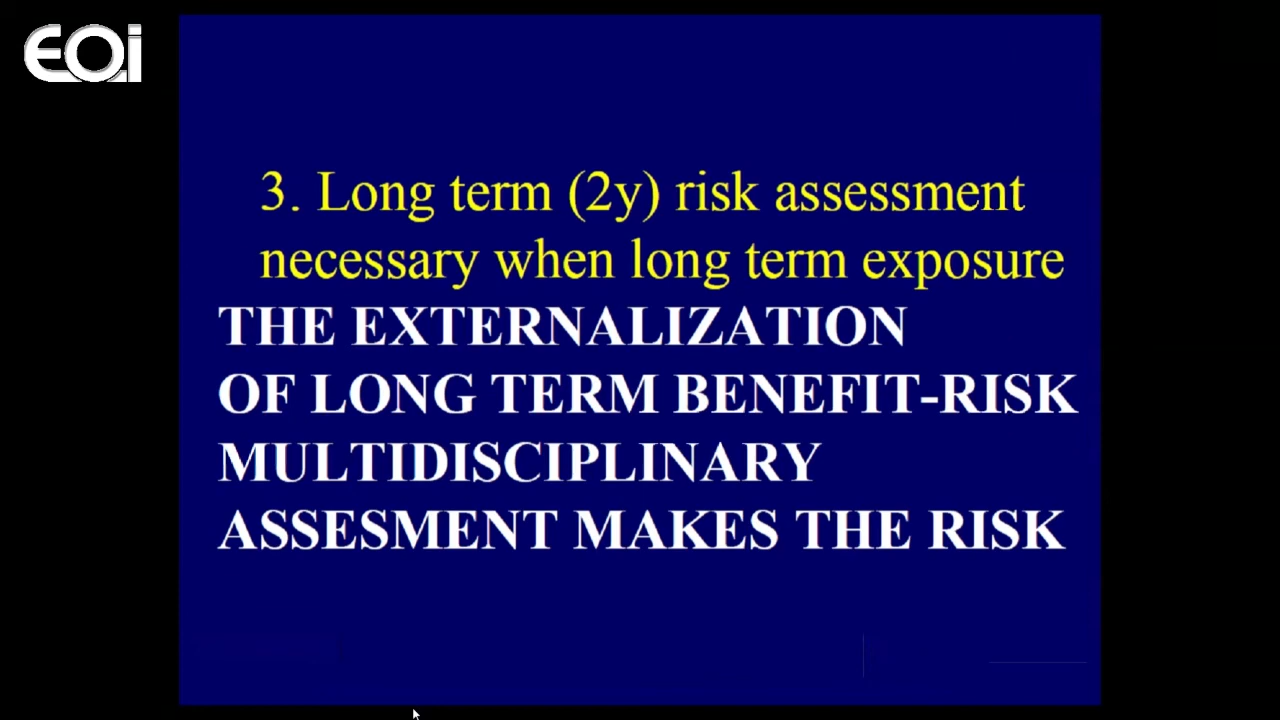 EOi
3. Long term (2y) risk assessment
necessary when long term exposure
THE EXTERNALIZATION
OF LONG TERM BENEFIT-RISK
MULTIDISCIPLINARY
ASSESMENT MAKES THE RISK